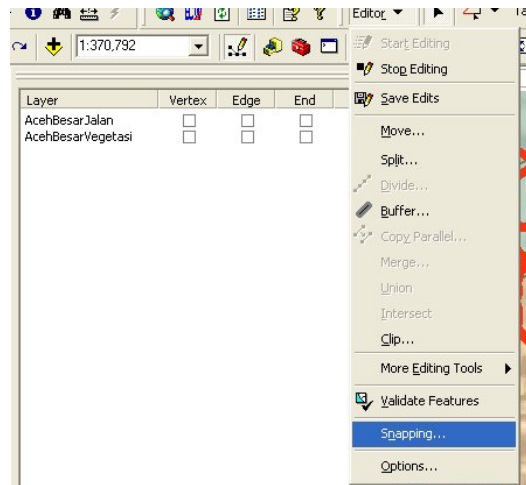 Editor
1:370,792
Layer Vertex Edge End
AcehBesarJalan
AcehBesarVegetasi
Start Editing
Stop Editing
Save Edits
Move...
Split...
Divide...
Buffer...
Copy Parallel...
Merge...
Union
Intersect
Clip...
More Editing Tools
Validate Features
Snapping...
Options...